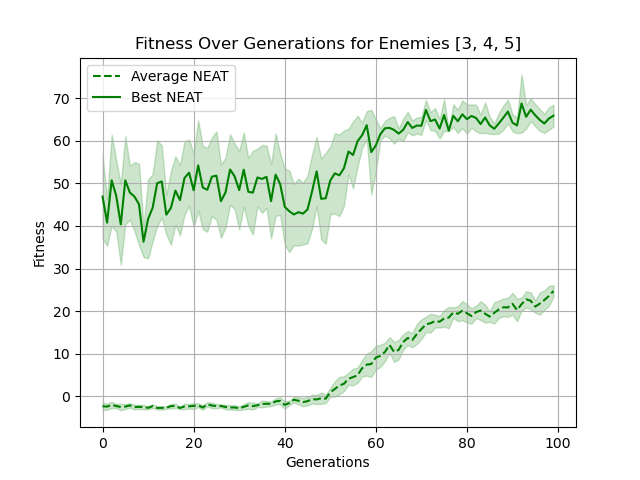 Fitness Over Generations for Enemies [3, 4, 5]
Average NEAT
Best NEAT
70
60
50
40
30
20
10
0
Fitness
0 20 40 60 80 100
Generations